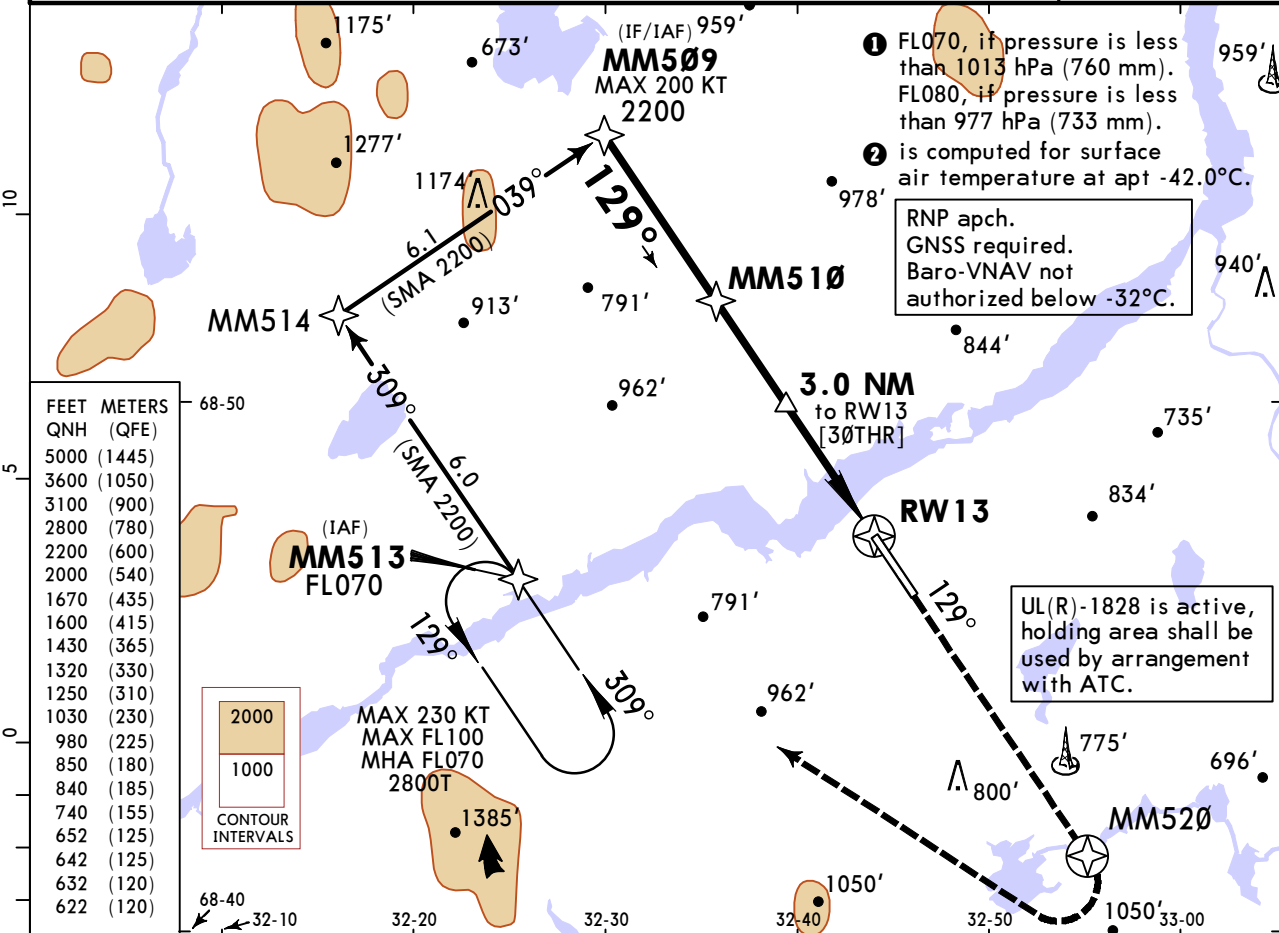 1175'
673'
(IF/IAF)
MM5Ø9
MAX 200 KT
2200
959'
❶ FL070, if pressure is less
than 1013 hPa (760 mm).
FL080, if pressure is less
than 977 hPa (733 mm).
❷ is computed for surface
air temperature at apt -42.0°C.
959'
1277'
1174'
039°
129°
978'
10
6.1
(SMA 2200)
RNP apch.
GNSS required.
Baro-VNAV not
authorized below -32°C.
940'
MM514
913'
791'
MM51Ø
844'
309°
962'
3.0 NM
to RW13
[3ØTHR]
68-50
735'
FEET METERS
QNH (QFE)
5000 (1445)
3600 (1050)
3100 (900)
2800 (780)
2200 (600)
2000 (540)
1670 (435)
1600 (415)
1430 (365)
1320 (330)
1250 (310)
1030 (230)
980 (225)
850 (180)
840 (185)
740 (155)
652 (125)
642 (125)
632 (120)
622 (120)
5
6.0
(SMA 2200)
834'
RW13
(IAF)
MM513
FL070
129°
309°
791'
129°
UL(R)-1828 is active,
holding area shall be
used by arrangement
with ATC.
0
2000
1000
CONTOUR
INTERVALS
MAX 230 KT
MAX FL100
MHA FL070
2800T
962'
775'
696'
800'
1385'
MM52Ø
1050'
1050'
68-40
32-10
32-20
32-30
32-40
32-50
33-00